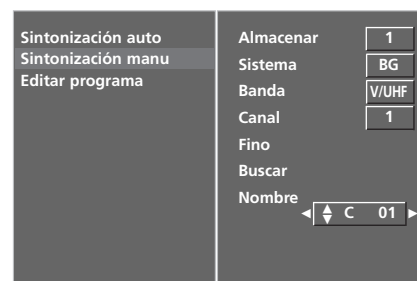 Sintonización auto
Sintonización manu
Editar programa
Almacenar 1
Sistema BG
Banda V/UHF
Canal 1
Fino
Buscar
Nombre
C 01